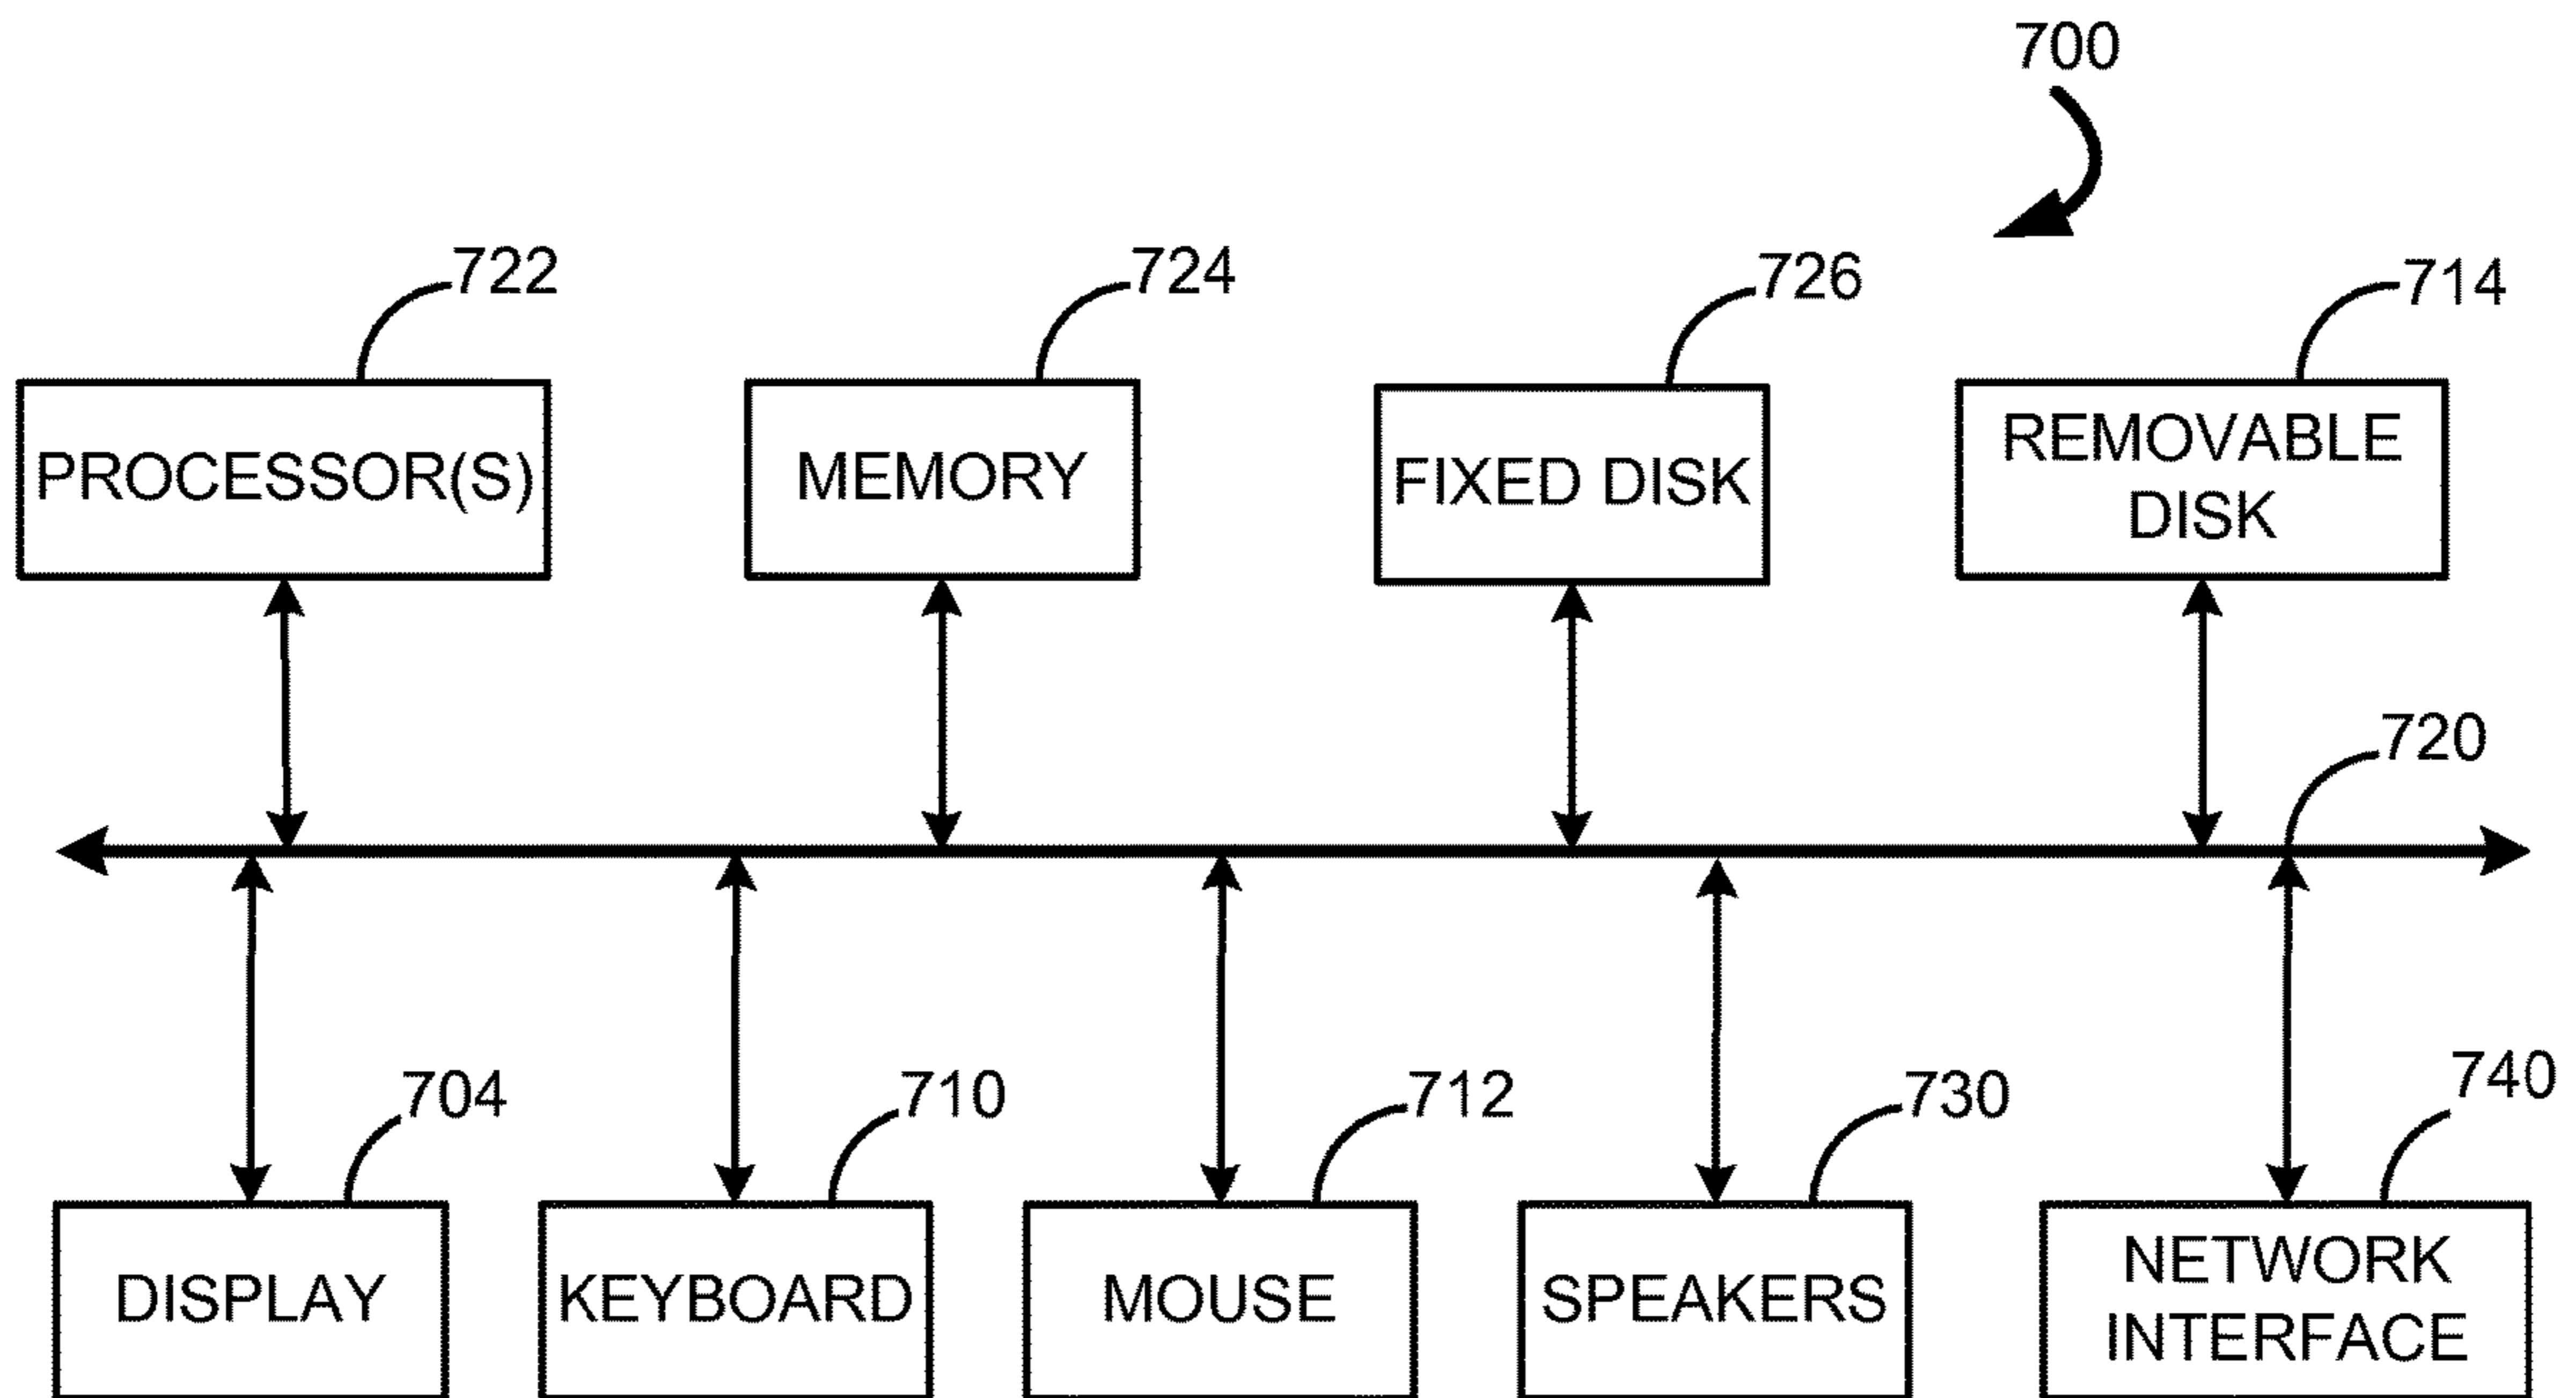 700
722
724
726
714
PROCESSOR(S)
MEMORY
FIXED DISK
REMOVABLE
DISK
720
704
710
712
730
740
DISPLAY
KEYBOARD
MOUSE
SPEAKERS
NETWORK
INTERFACE